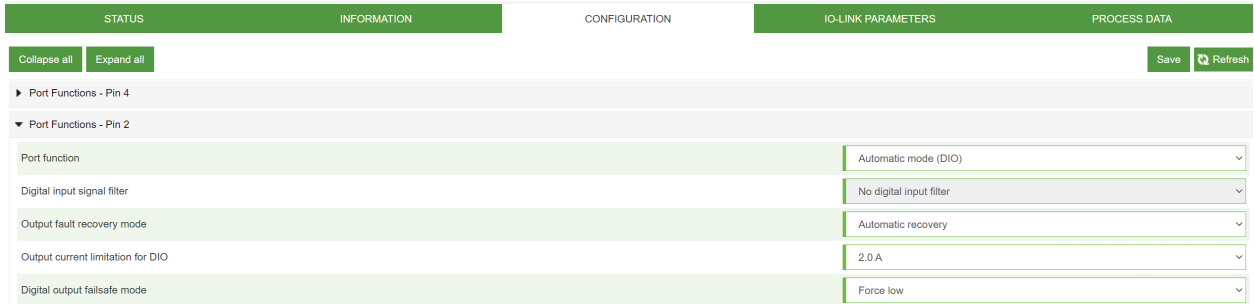 STATUS INFORMATION CONFIGURATION IO-LINK PARAMETERS PROCESS DATA
Collapse all Expand all Save Refresh
Port Functions - Pin 4
Port Functions - Pin 2
Port function Automatic mode (DIO)
Digital input signal filter No digital input filter
Output fault recovery mode Automatic recovery
Output current limitation for DIO 2.0 A
Digital output failsafe mode Force low